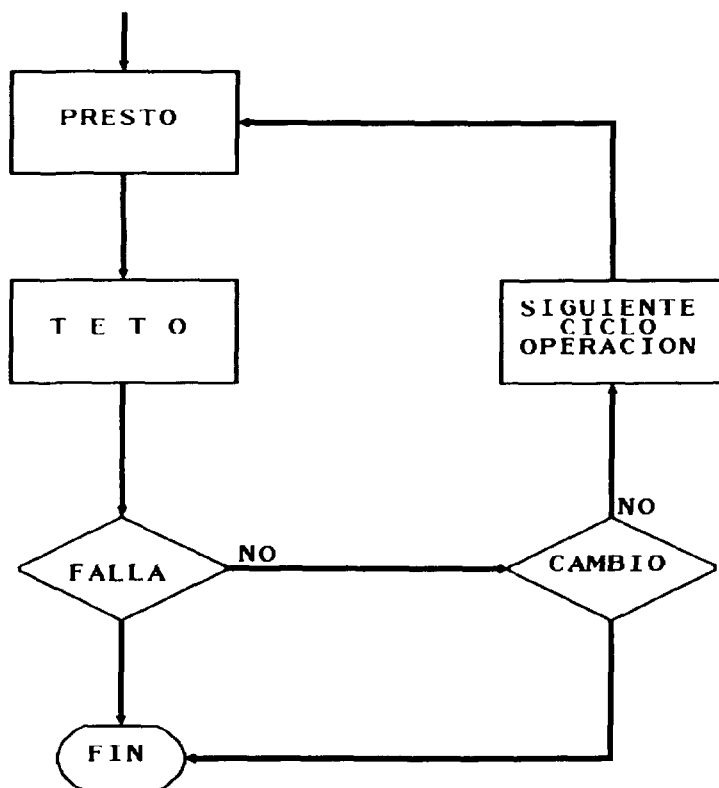 PRESTO
T E T O
SIGUIENTE
CICLO
OPERACION
NO
FALLA
NO
CAMBIO
FIN